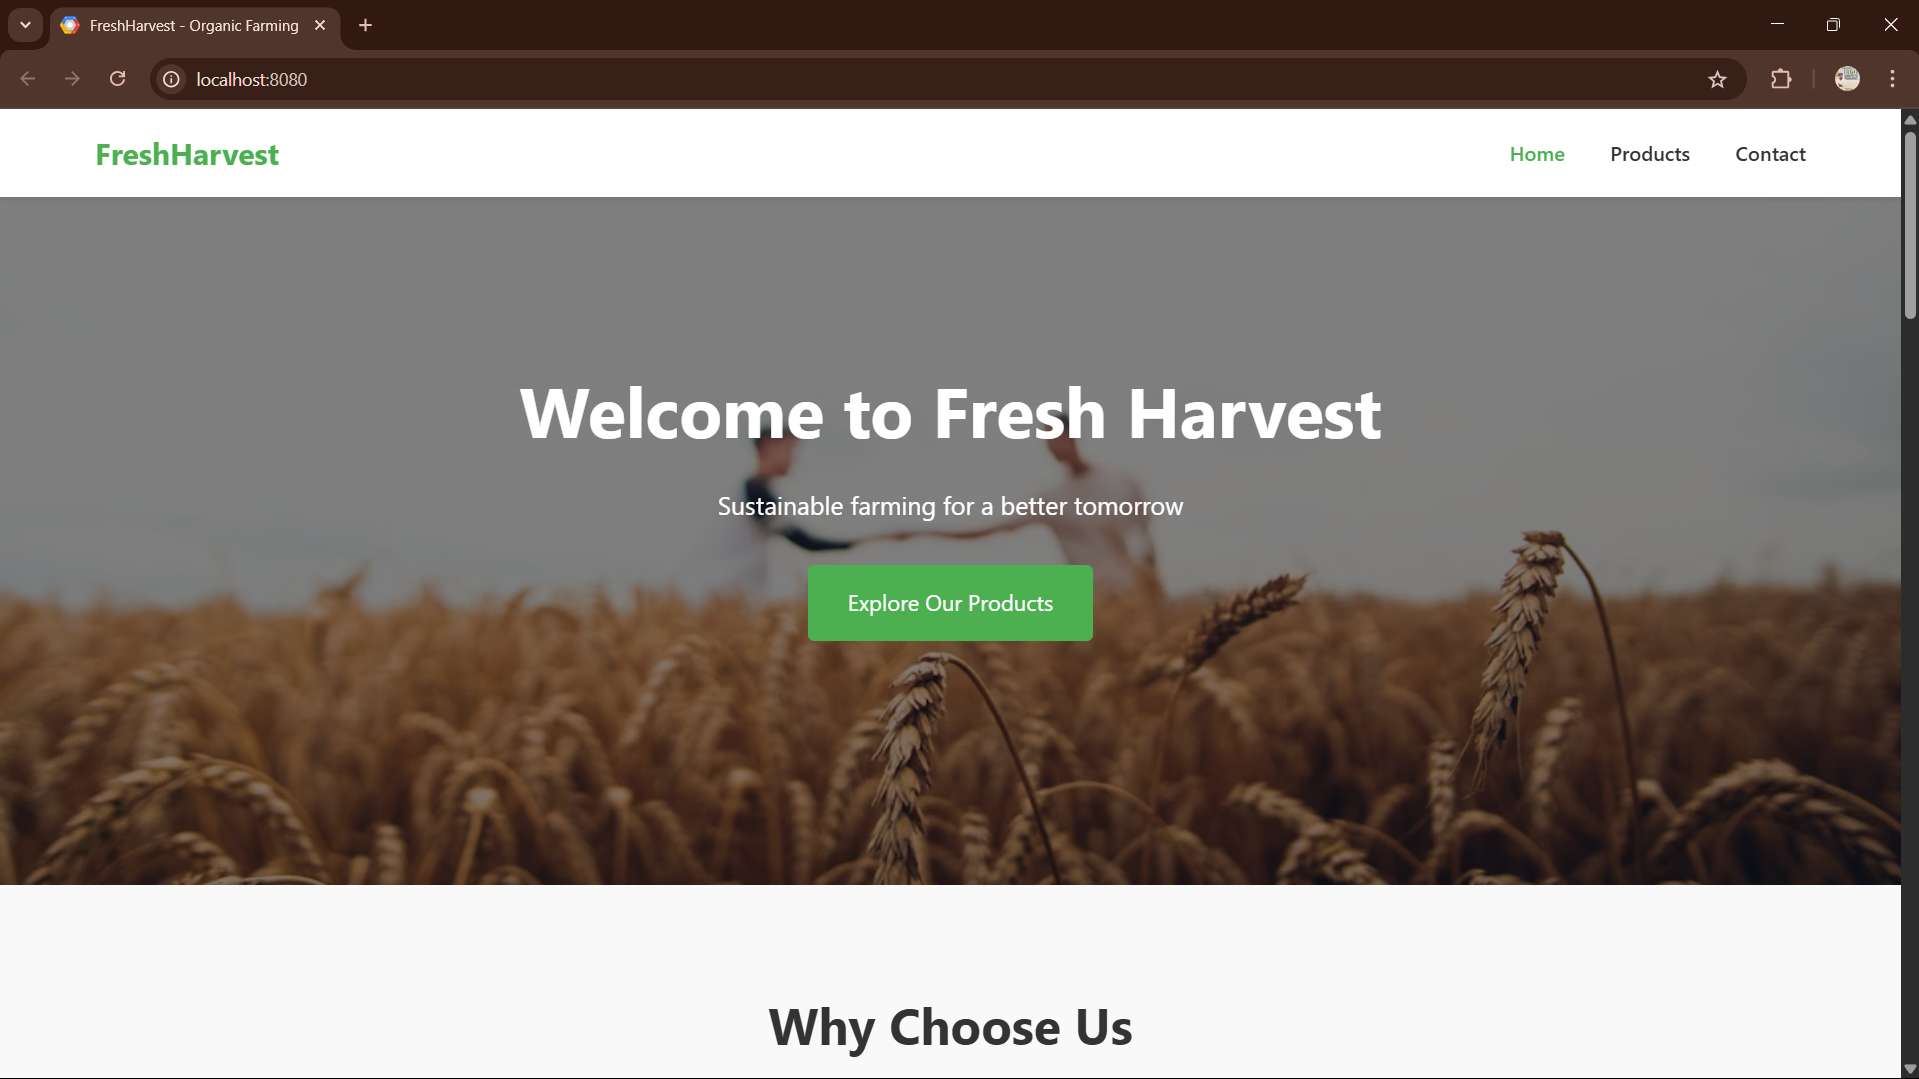 FreshHarvest - Organic Farming
localhost:8080
FreshHarvest
Home Products Contact
Welcome to Fresh Harvest
Sustainable farming for a better tomorrow
Explore Our Products
Why Choose Us